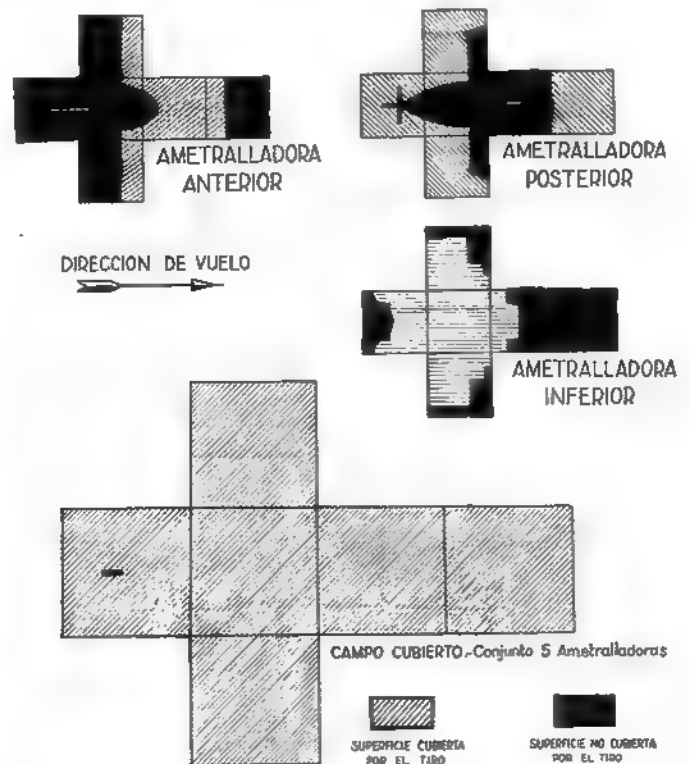 AMETRALLADORA
ANTERIOR
AMETRALLADORA
POSTERIOR
DIRECCION DE VUELO
AMETRALLADORA
INFERIOR
CAMPO CUBIERTO.-Conjunto 5 Ametralladoras
SUPERFICIE CUBIERTA
POR EL TIRO
SUPERFICIE NO CUBIERTA
POR EL TIRO